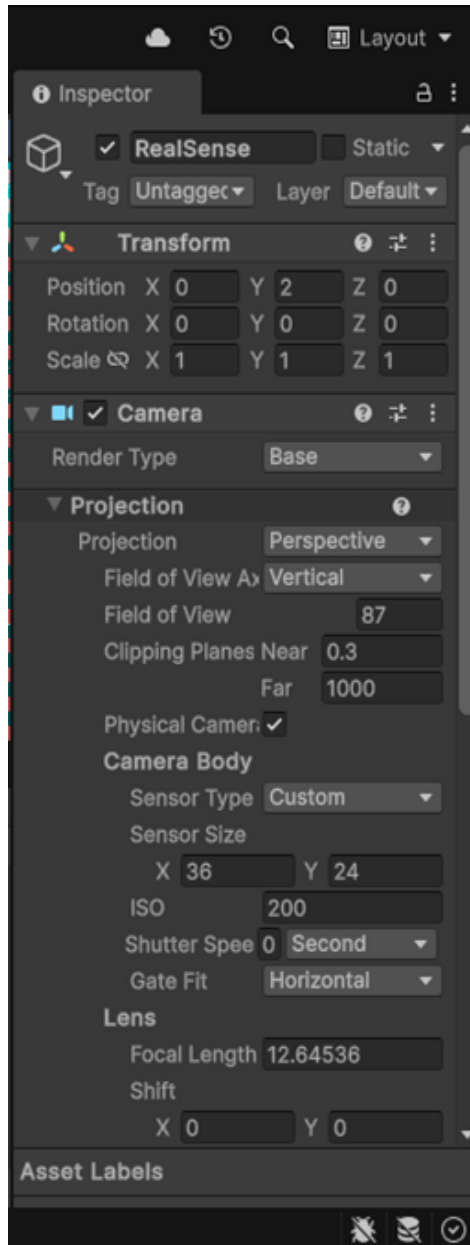 Layout
Inspector
RealSense Static
Tag Untaggec Layer Default
Transform
Position X 0 Y 2 Z 0
Rotation X 0 Y 0 Z 0
Scale X 1 Y 1 Z 1
Camera
Render Type Base
Projection
Projection Perspective
Field of View Ax Vertical
Field of View 87
Clipping Planes Near 0.3
Far 1000
Physical Camera
Camera Body
Sensor Type Custom
Sensor Size
X 36 Y 24
ISO 200
Shutter Spee 0 Second
Gate Fit Horizontal
Lens
Focal Length 12.64536
Shift
X 0 Y 0
Asset Labels